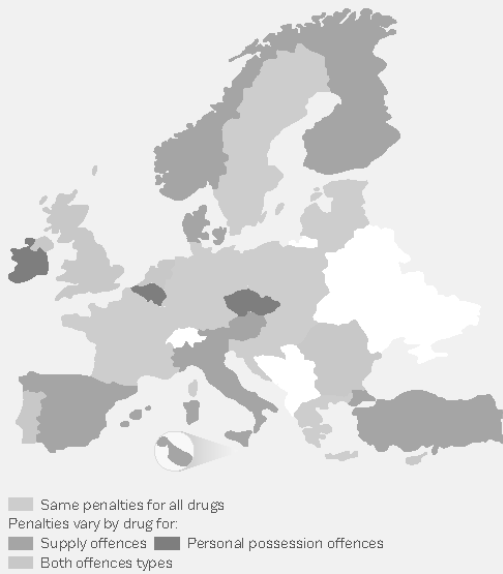 Same penalties for all drugs
Penalties vary by drug for:
Supply offences Personal possession offences
Both offences types